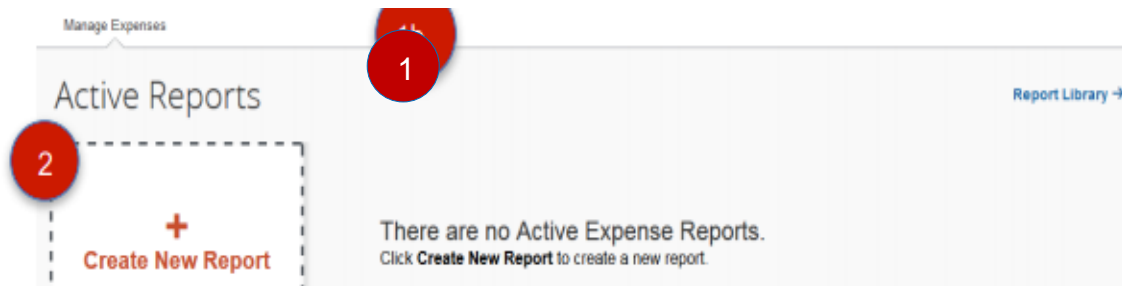 Manage Expenses
1
Active Reports
Report Library →
2
+
Create New Report
There are no Active Expense Reports.
Click Create New Report to create a new report.